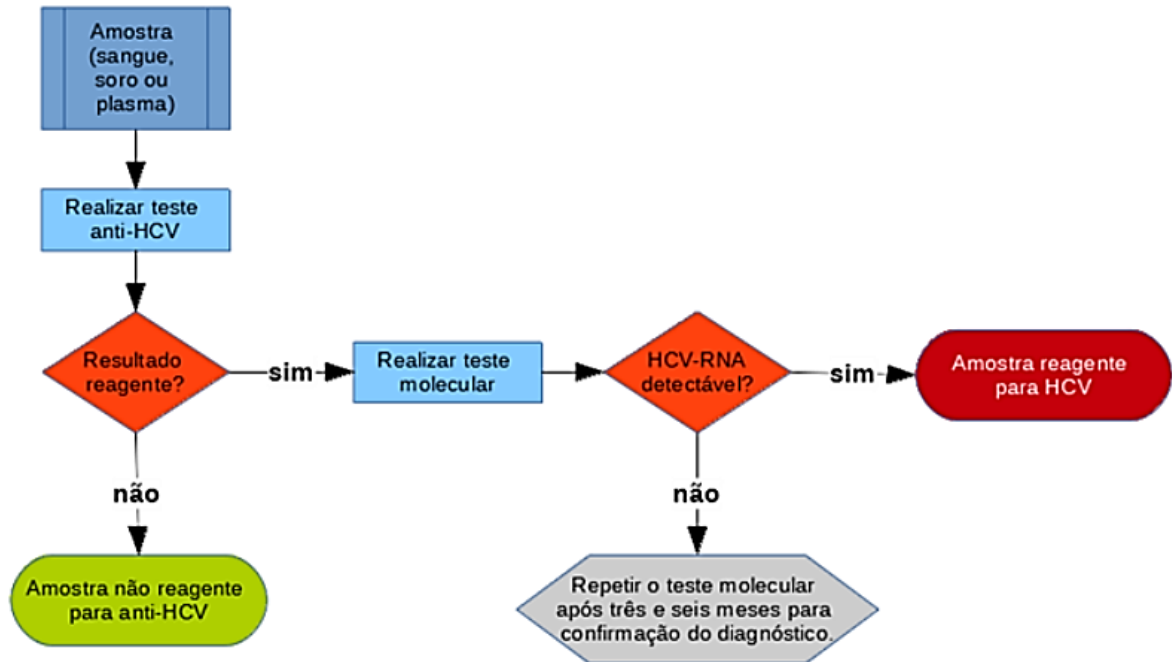 Amostra
(sangue,
soro ou
plasma)
Realizar teste
anti-HCV
Resultado
reagente?
sim
Realizar teste
molecular
HCV-RNA
detectável?
sim
Amostra reagente
para HCV
não
não
Amostra não reagente
para anti-HCV
Repetir o teste molecular
após três e seis meses para
confirmação do diagnóstico.